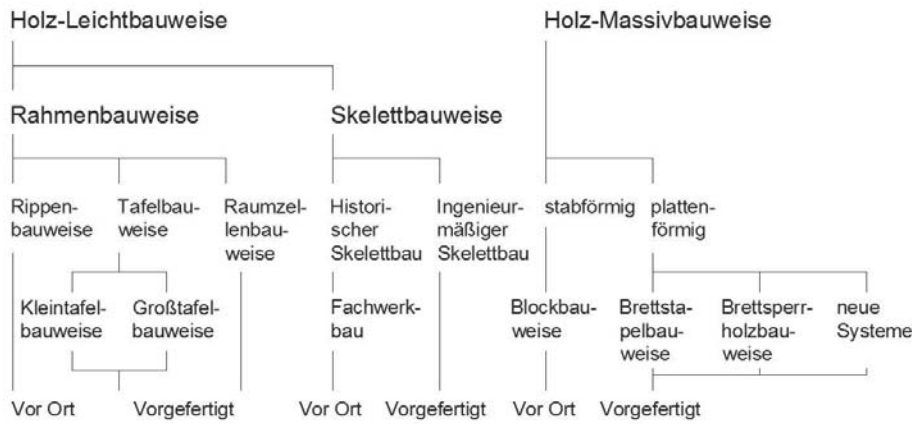 Holz-Leichtbauweise
Holz-Massivbauweise
Rahmenbauweise
Skelettbauweise
Rippen-
bauweise
Tafelbau-
weise
Raumzel-
lenbau-
weise
Histori-
scher
Skelettbau
Ingenieur-
mäßiger
Skelettbau
stabförmig
platten-
förmig
Kleintafel-
bauweise
Großtafel-
bauweise
Fachwerk-
bau
Blockbau-
weise
Brettsta-
pelbau-
weise
Brettsperr-
holzbau-
weise
neue
Systeme
Vor Ort
Vorgefertigt
Vor Ort
Vorgefertigt
Vor Ort
Vorgefertigt